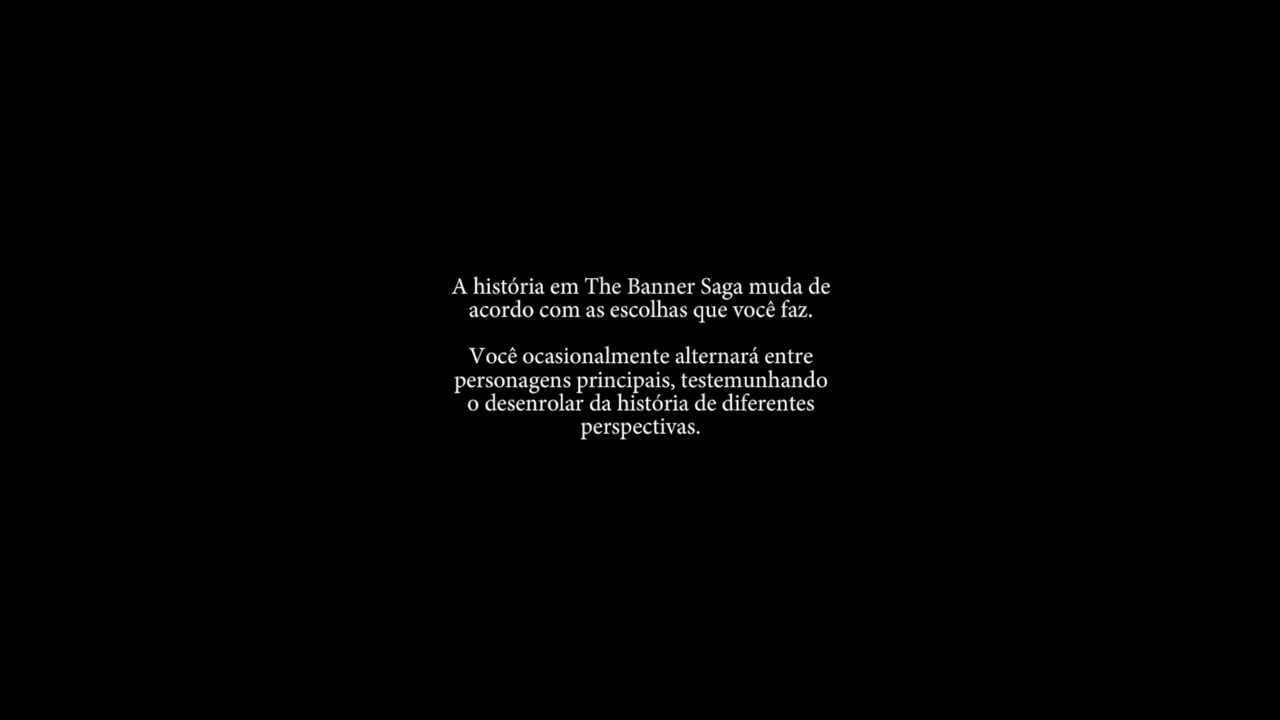 A história em The Banner Saga muda de
acordo com as escolhas que você faz.
Você ocasionalmente alternará entre
personagens principais, testemunhando
o desenrolar da história de diferentes
perspectivas.